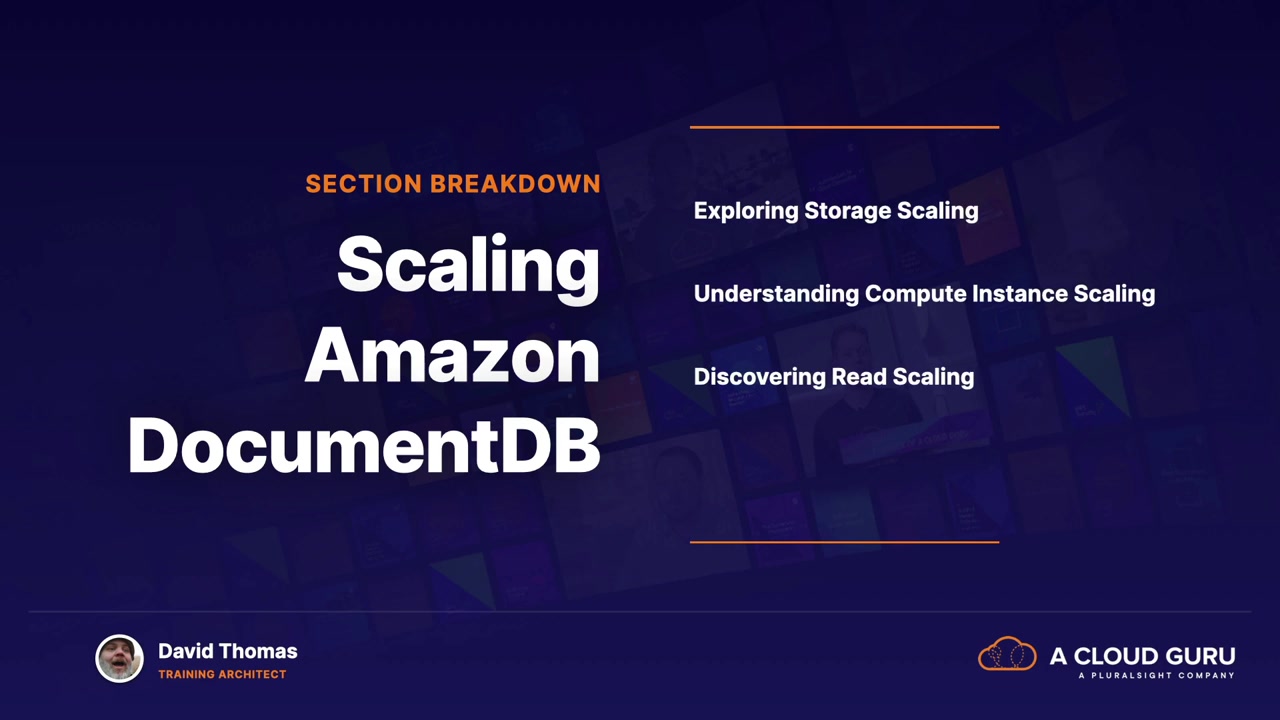 SECTION BREAKDOWN
Scaling
Amazon
DocumentDB
Exploring Storage Scaling
Understanding Compute Instance Scaling
Discovering Read Scaling
David Thomas
TRAINING ARCHITECT
A CLOUD GURU
A PLURALSIGHT COMPANY